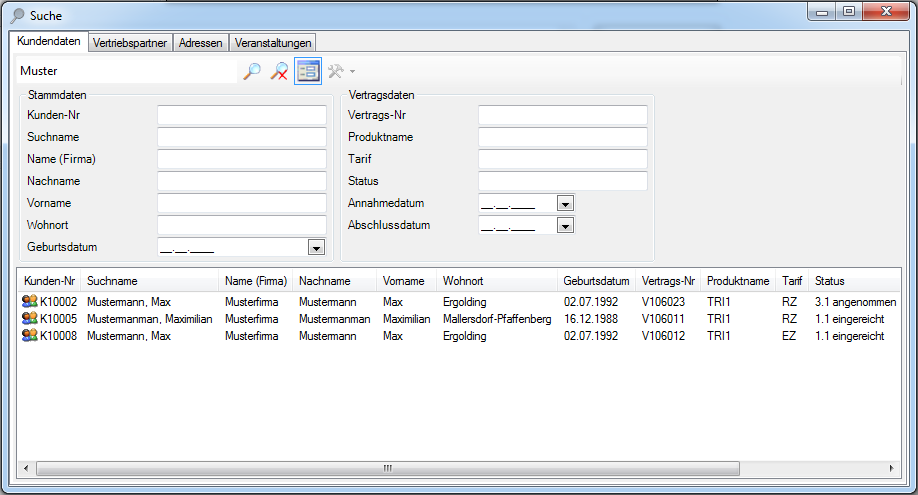 Suche
Kundendaten Vertriebspartner Adressen Veranstaltungen
Muster
Stammdaten Vertragsdaten
Kunden-Nr Vertrags-Nr
Suchname Produktname
Name (Firma) Tarif
Nachname Status
Vorname Annahmedatum __.__.____
Wohnort Abschlussdatum __.__.____
Geburtsdatum __.__.____
Kunden-Nr Suchname Name (Firma) Nachname Vorname Wohnort Geburtsdatum Vertrags-Nr Produktname Tarif Status
K10002 Mustermann, Max Musterfirma Mustermann Max Ergolding 02.07.1992 V106023 TRI1 RZ 3.1 angenommen
K10005 Mustermanman, Maximilian Musterfirma Mustermanman Maximilian Mallersdorf-Pfaffenberg 16.12.1988 V106011 TRI1 RZ 1.1 eingereicht
K10008 Mustermann, Max Musterfirma Mustermann Max Ergolding 02.07.1992 V106012 TRI1 EZ 1.1 eingereicht